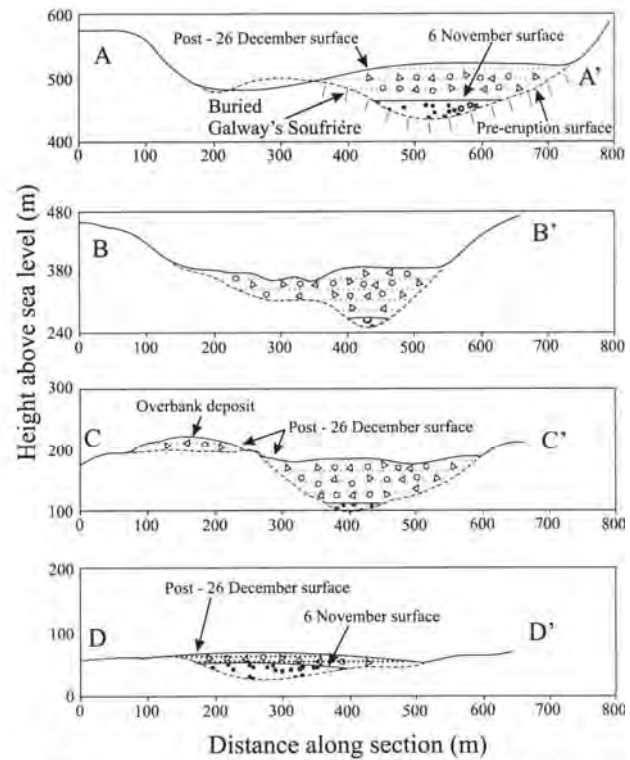 Height above sea level (m)
600
500
400
A
Post - 26 December surface
6 November surface
A'
Buried
Galway's Soufrière
Pre-eruption surface
0 100 200 300 400 500 600 700 800
480
380
240
B
B'
0 100 200 300 400 500 600 700 800
300
200
100
Overbank deposit
C
Post - 26 December surface
C'
0 100 200 300 400 500 600 700 800
100
50
0
Post - 26 December surface
6 November surface
D
D'
0 100 200 300 400 500 600 700 800
Distance along section (m)